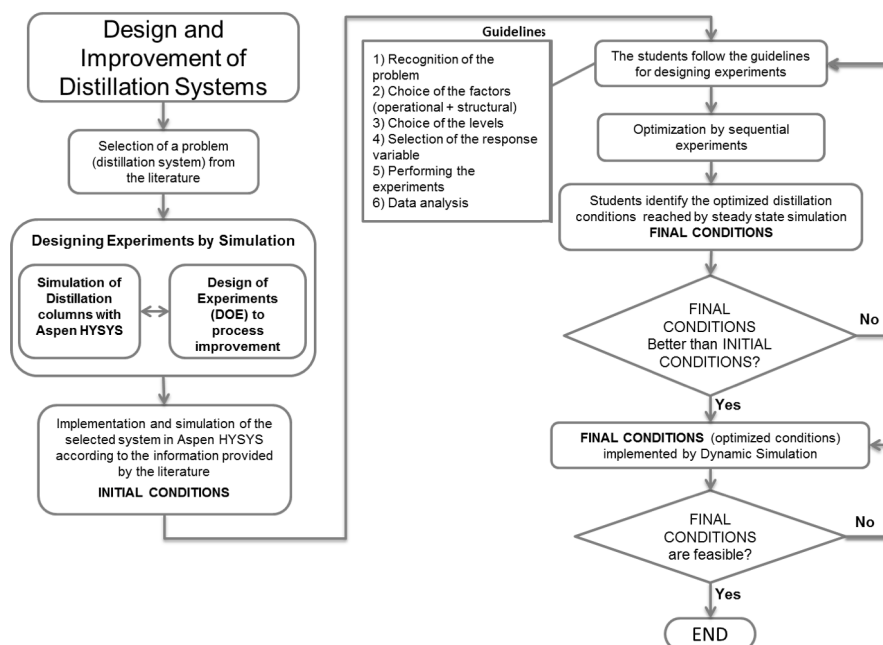 Design and
Improvement of
Distillation Systems
Selection of a problem
(distillation system) from
the literature
Designing Experiments by Simulation
Simulation of
Distillation
columns with
Aspen HYSYS
Design of
Experiments
(DOE) to
process
improvement
Implementation and simulation of the
selected system in Aspen HYSYS
according to the information provided
by the literature
INITIAL CONDITIONS
Guidelines
1) Recognition of the
problem
2) Choice of the factors
(operational + structural)
3) Choice of the levels
4) Selection of the response
variable
5) Performing the
experiments
6) Data analysis
The students follow the guidelines
for designing experiments
Optimization by sequential
experiments
Students identify the optimized distillation
conditions reached by steady state simulation
FINAL CONDITIONS
FINAL
CONDITIONS
Better than INITIAL
CONDITIONS?
No
Yes
FINAL CONDITIONS (optimized conditions)
implemented by Dynamic Simulation
FINAL
CONDITIONS
are feasible?
No
Yes
END